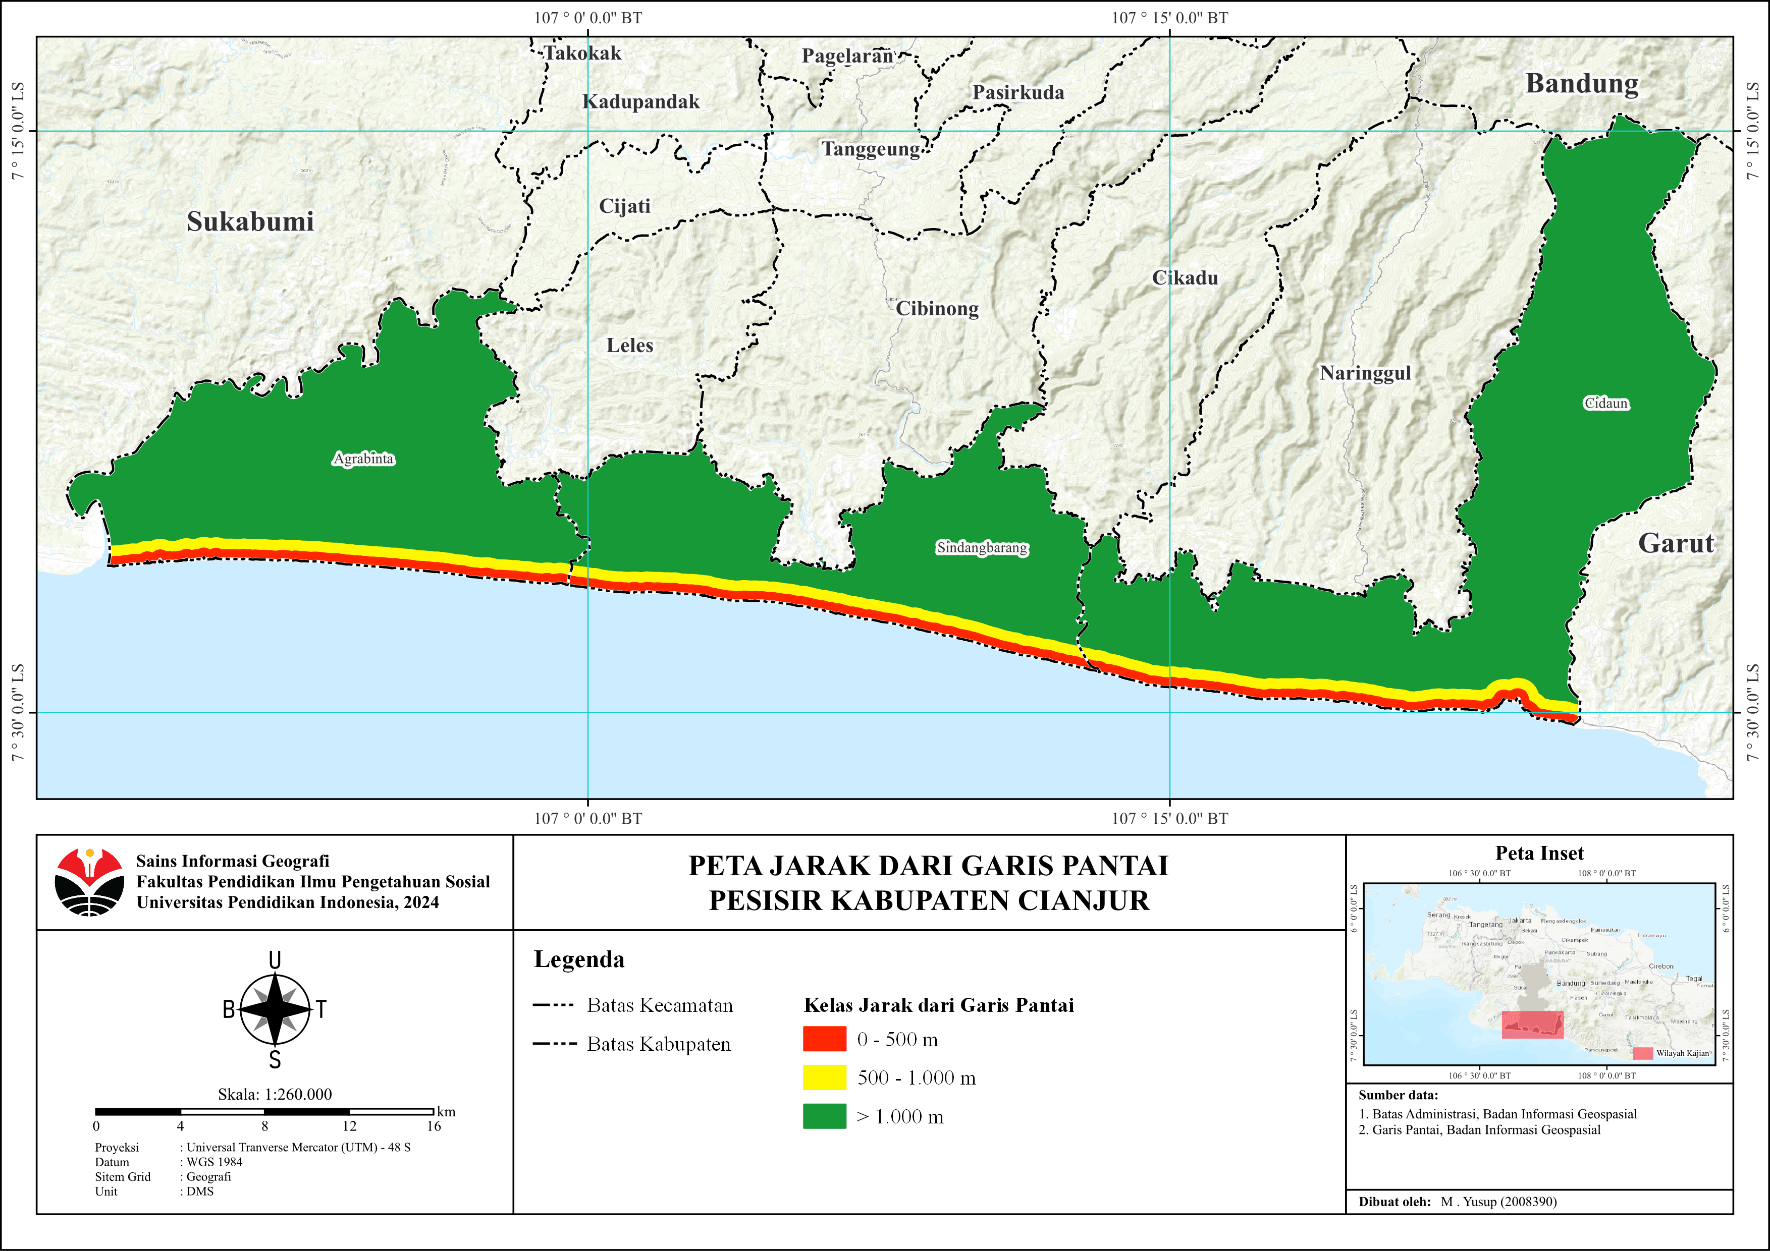 107 ° 0' 0.0" BT
107 ° 15' 0.0" BT
7 ° 15' 0.0" LS
7 ° 15' 0.0" LS
Takokak
Pagelaran
Bandung
Kadupandak
Pasirkuda
Tanggeung
Sukabumi
Cijati
Cikadu
Cibinong
Leles
Naringgul
Cidaun
Agrabinta
Sindangbarang
Garut
7 ° 30' 0.0" LS
7 ° 30' 0.0" LS
107 ° 0' 0.0" BT
107 ° 15' 0.0" BT
Sains Informasi Geografi
Fakultas Pendidikan Ilmu Pengetahuan Sosial
Universitas Pendidikan Indonesia, 2024
PETA JARAK DARI GARIS PANTAI
PESISIR KABUPATEN CIANJUR
U
B
T
S
Skala: 1:260.000
km
0 4 8 12 16
Proyeksi : Universal Tranverse Mercator (UTM) - 48 S
Datum : WGS 1984
Sitem Grid : Geografi
Unit : DMS
Legenda
Batas Kecamatan
Batas Kabupaten
Kelas Jarak dari Garis Pantai
0 - 500 m
500 - 1.000 m
> 1.000 m
Peta Inset
106 ° 30' 0.0" BT
108 ° 0' 0.0" BT
6 ° 0' 0.0" LS
6 ° 0' 0.0" LS
Serang
Tangerang
Jakarta
Bekasi
Depok
Cikampek
Purwakarta
Subang
Cirebon
Tegal
Bandung
Sumedang
Garut
7 ° 30' 0.0" LS
7 ° 30' 0.0" LS
Wilayah Kajian
106 ° 30' 0.0" BT
108 ° 0' 0.0" BT
Sumber data:
1. Batas Administrasi, Badan Informasi Geospasial
2. Garis Pantai, Badan Informasi Geospasial
Dibuat oleh: M . Yusup (2008390)